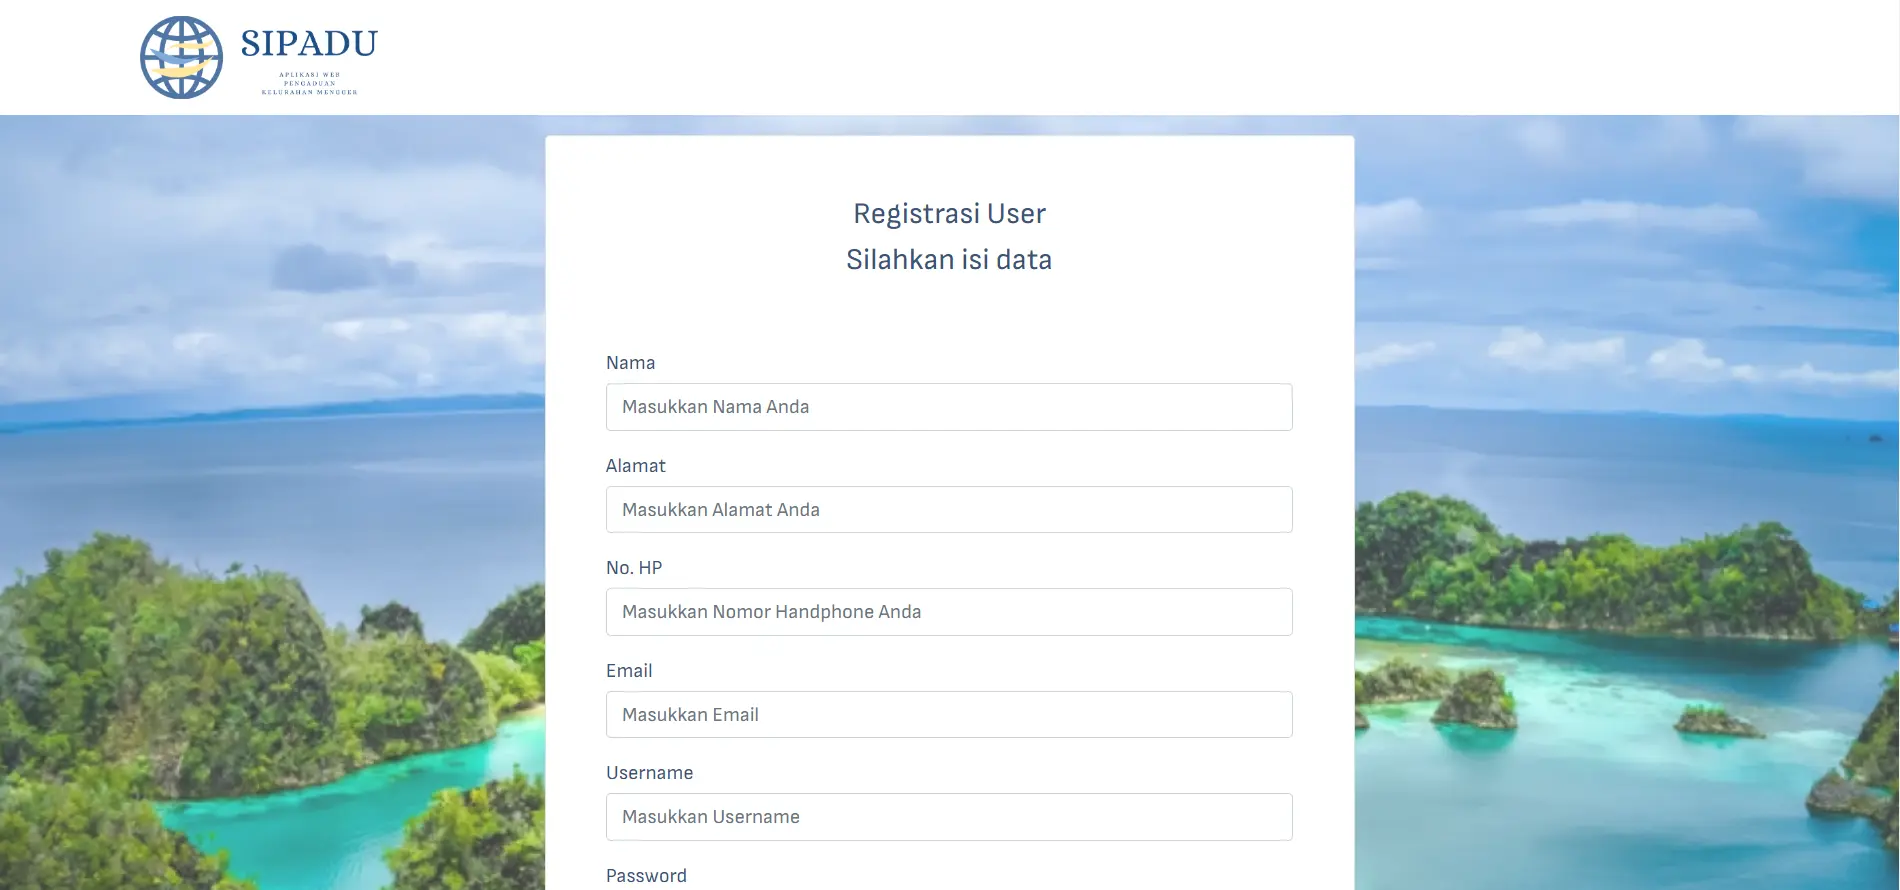 SIPADU
APLIKASI WEB
PENGADUAN
KELURAHAN MENGGER
Registrasi User
Silahkan isi data
Nama
Masukkan Nama Anda
Alamat
Masukkan Alamat Anda
No. HP
Masukkan Nomor Handphone Anda
Email
Masukkan Email
Username
Masukkan Username
Password